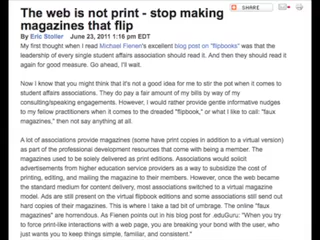 The web is not print - stop making
magazines that flip
SHARE
By Eric Stoller June 23, 2011 1:16 pm EDT
My first thought when I read Michael Fienen's excellent blog post on "flipbooks" was that the
leadership of every single student affairs association should read it. And then they should read it
again for good measure. Go ahead, I'll wait.
Now I know that you might think that it's not a good idea for me to stir the pot when it comes to
student affairs associations. They do pay a fair amount of my bills by way of my
consulting/speaking engagements. However, I would rather provide gentle informative nudges
to my fellow practitioners when it comes to the dreaded "flipbook," or what I like to call: "faux
magazines," then not say anything at all.
A lot of associations provide magazines (some have print copies in addition to a virtual version)
as part of the professional development resources that come with being a member. The
magazines used to be solely delivered as print editions. Associations would solicit
advertisements from higher education service providers as a way to subsidize the cost of
printing, editing, and mailing the magazine to their members. However, once the web became
the standard medium for content delivery, most associations switched to a virtual magazine
model. Ads are still present on the virtual flipbook editions and some associations still send out
hard copies of their magazines. This is where I take a tad bit of umbrage. The online "faux
magazines" are horrendous. As Fienen points out in his blog post for .eduGuru: "When you try
to force print-like interactions with a web page, you are breaking your bond with the user, who
just wants you to keep things simple, familiar, and consistent."